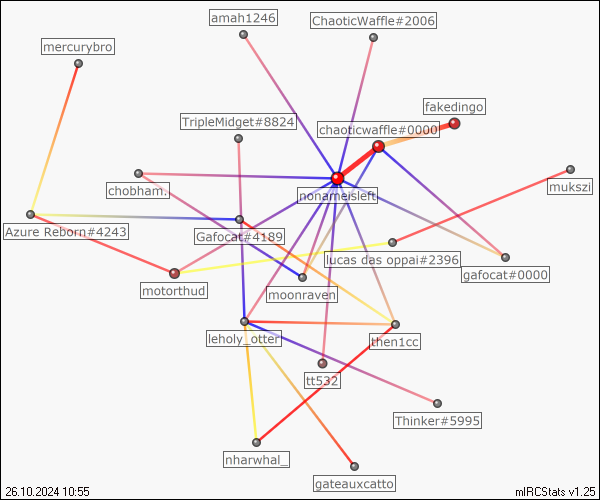 amah1246
ChaoticWaffle#2006
mercurybro
fakedingo
TripleMidget#8824
chaoticwaffle#0000
chobham.
nonameisleft
mukszi
Azure Reborn#4243
Gafocat#4189
lucas das oppai#2396
gafocat#0000
motorthud
moonraven
leholy_otter
then1cc
tt532
Thinker#5995
nharwhal_
gateauxcatto
26.10.2024 10:55
mIRCStats v1.25